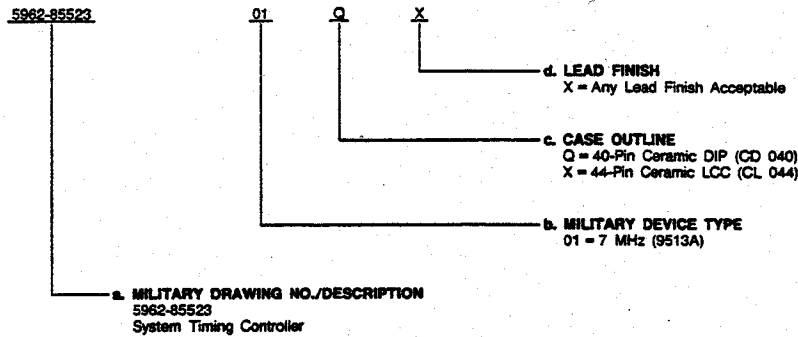 5962-85523 01 Q X
d. LEAD FINISH
X = Any Lead Finish Acceptable
c. CASE OUTLINE
Q = 40-Pin Ceramic DIP (CD 040)
X = 44-Pin Ceramic LCC (CL 044)
b. MILITARY DEVICE TYPE
01 = 7 MHz (9513A)
a. MILITARY DRAWING NO./DESCRIPTION
5962-85523
System Timing Controller